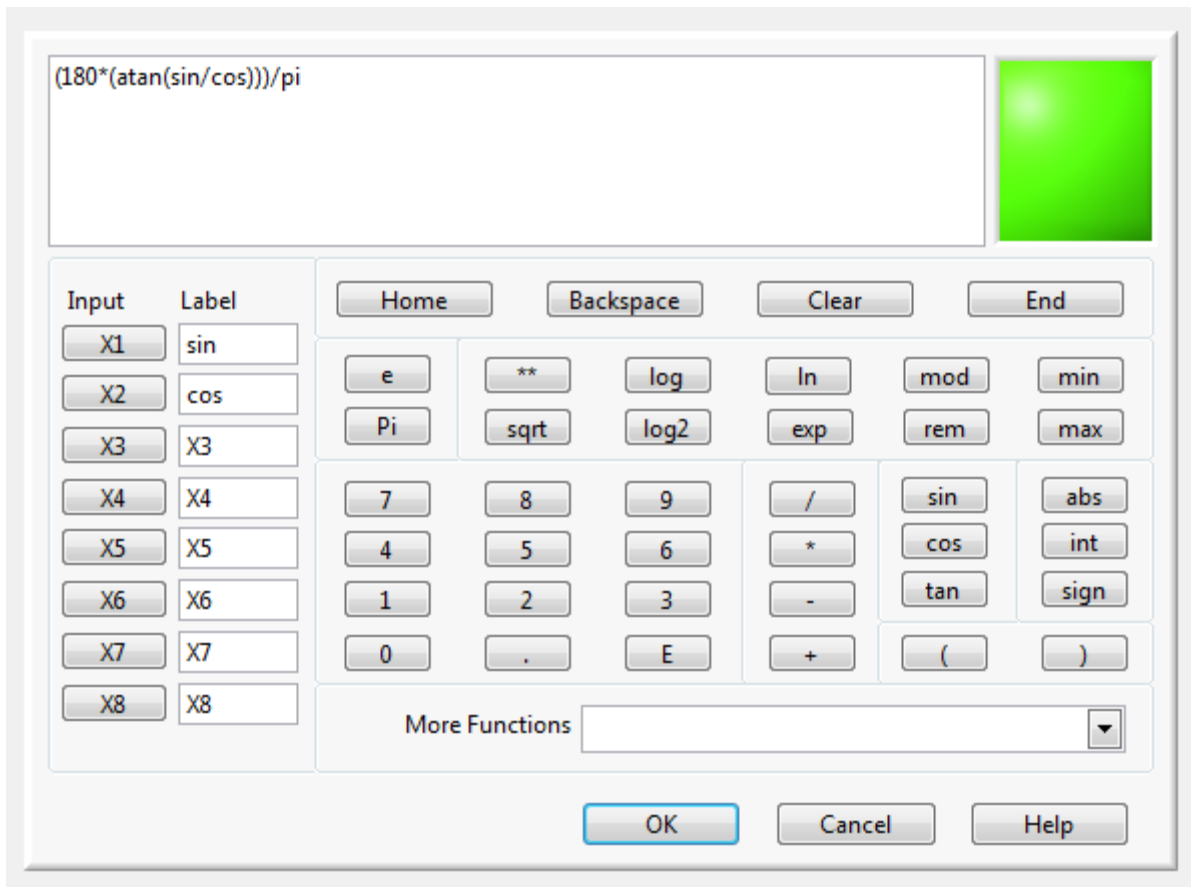 (180*(atan(sin/cos)))/pi
Input Label
Home Backspace Clear End
X1 sin
X2 cos
X3 X3
X4 X4
X5 X5
X6 X6
X7 X7
X8 X8
e ** log ln mod min
Pi sqrt log2 exp rem max
7 8 9 / sin abs
4 5 6 * cos int
1 2 3 - tan sign
0 . E + ( )
More Functions
OK Cancel Help